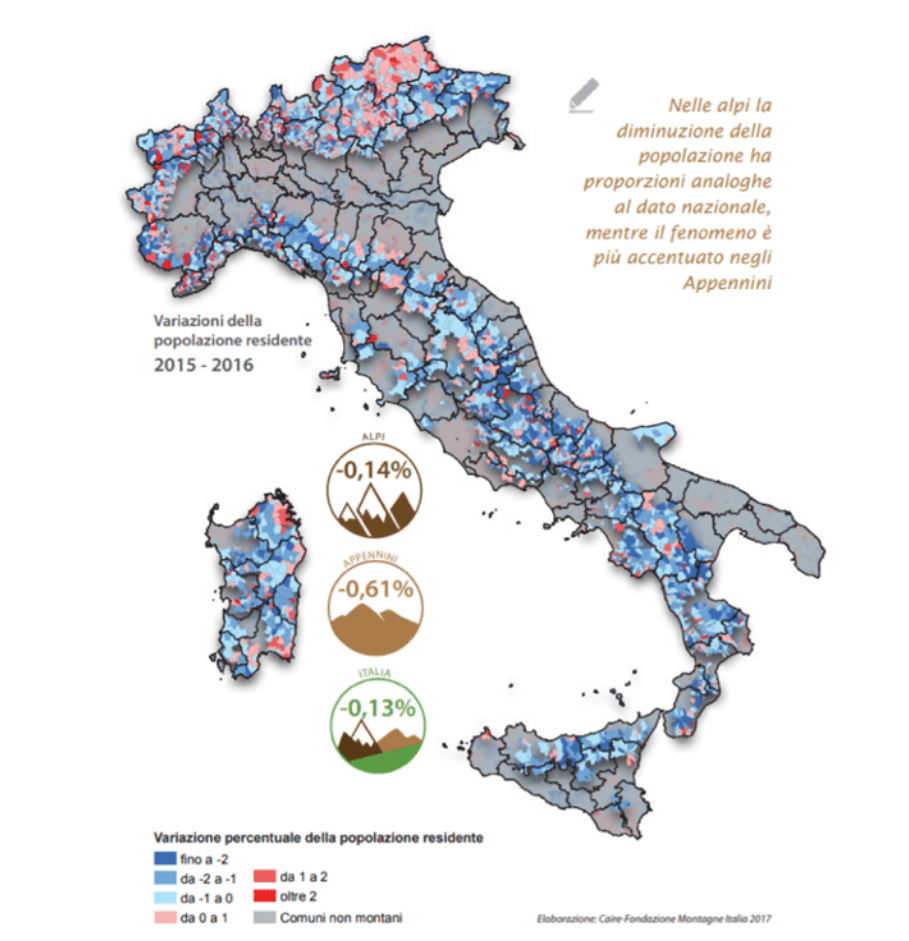 Nelle alpi la
diminuzione della
popolazione ha
proporzioni analoghe
al dato nazionale,
mentre il fenomeno è
più accentuato negli
Appennini
Variazioni della
popolazione residente
2015 - 2016
ALPI
-0,14%
APPENNINI
-0,61%
ITALIA
-0,13%
Variazione percentuale della popolazione residente
fino a -2
da -2 a -1
da -1 a 0
da 0 a 1
da 1 a 2
oltre 2
Comuni non montani
Elaborazione: Caire-Fondazione Montagne Italia 2017